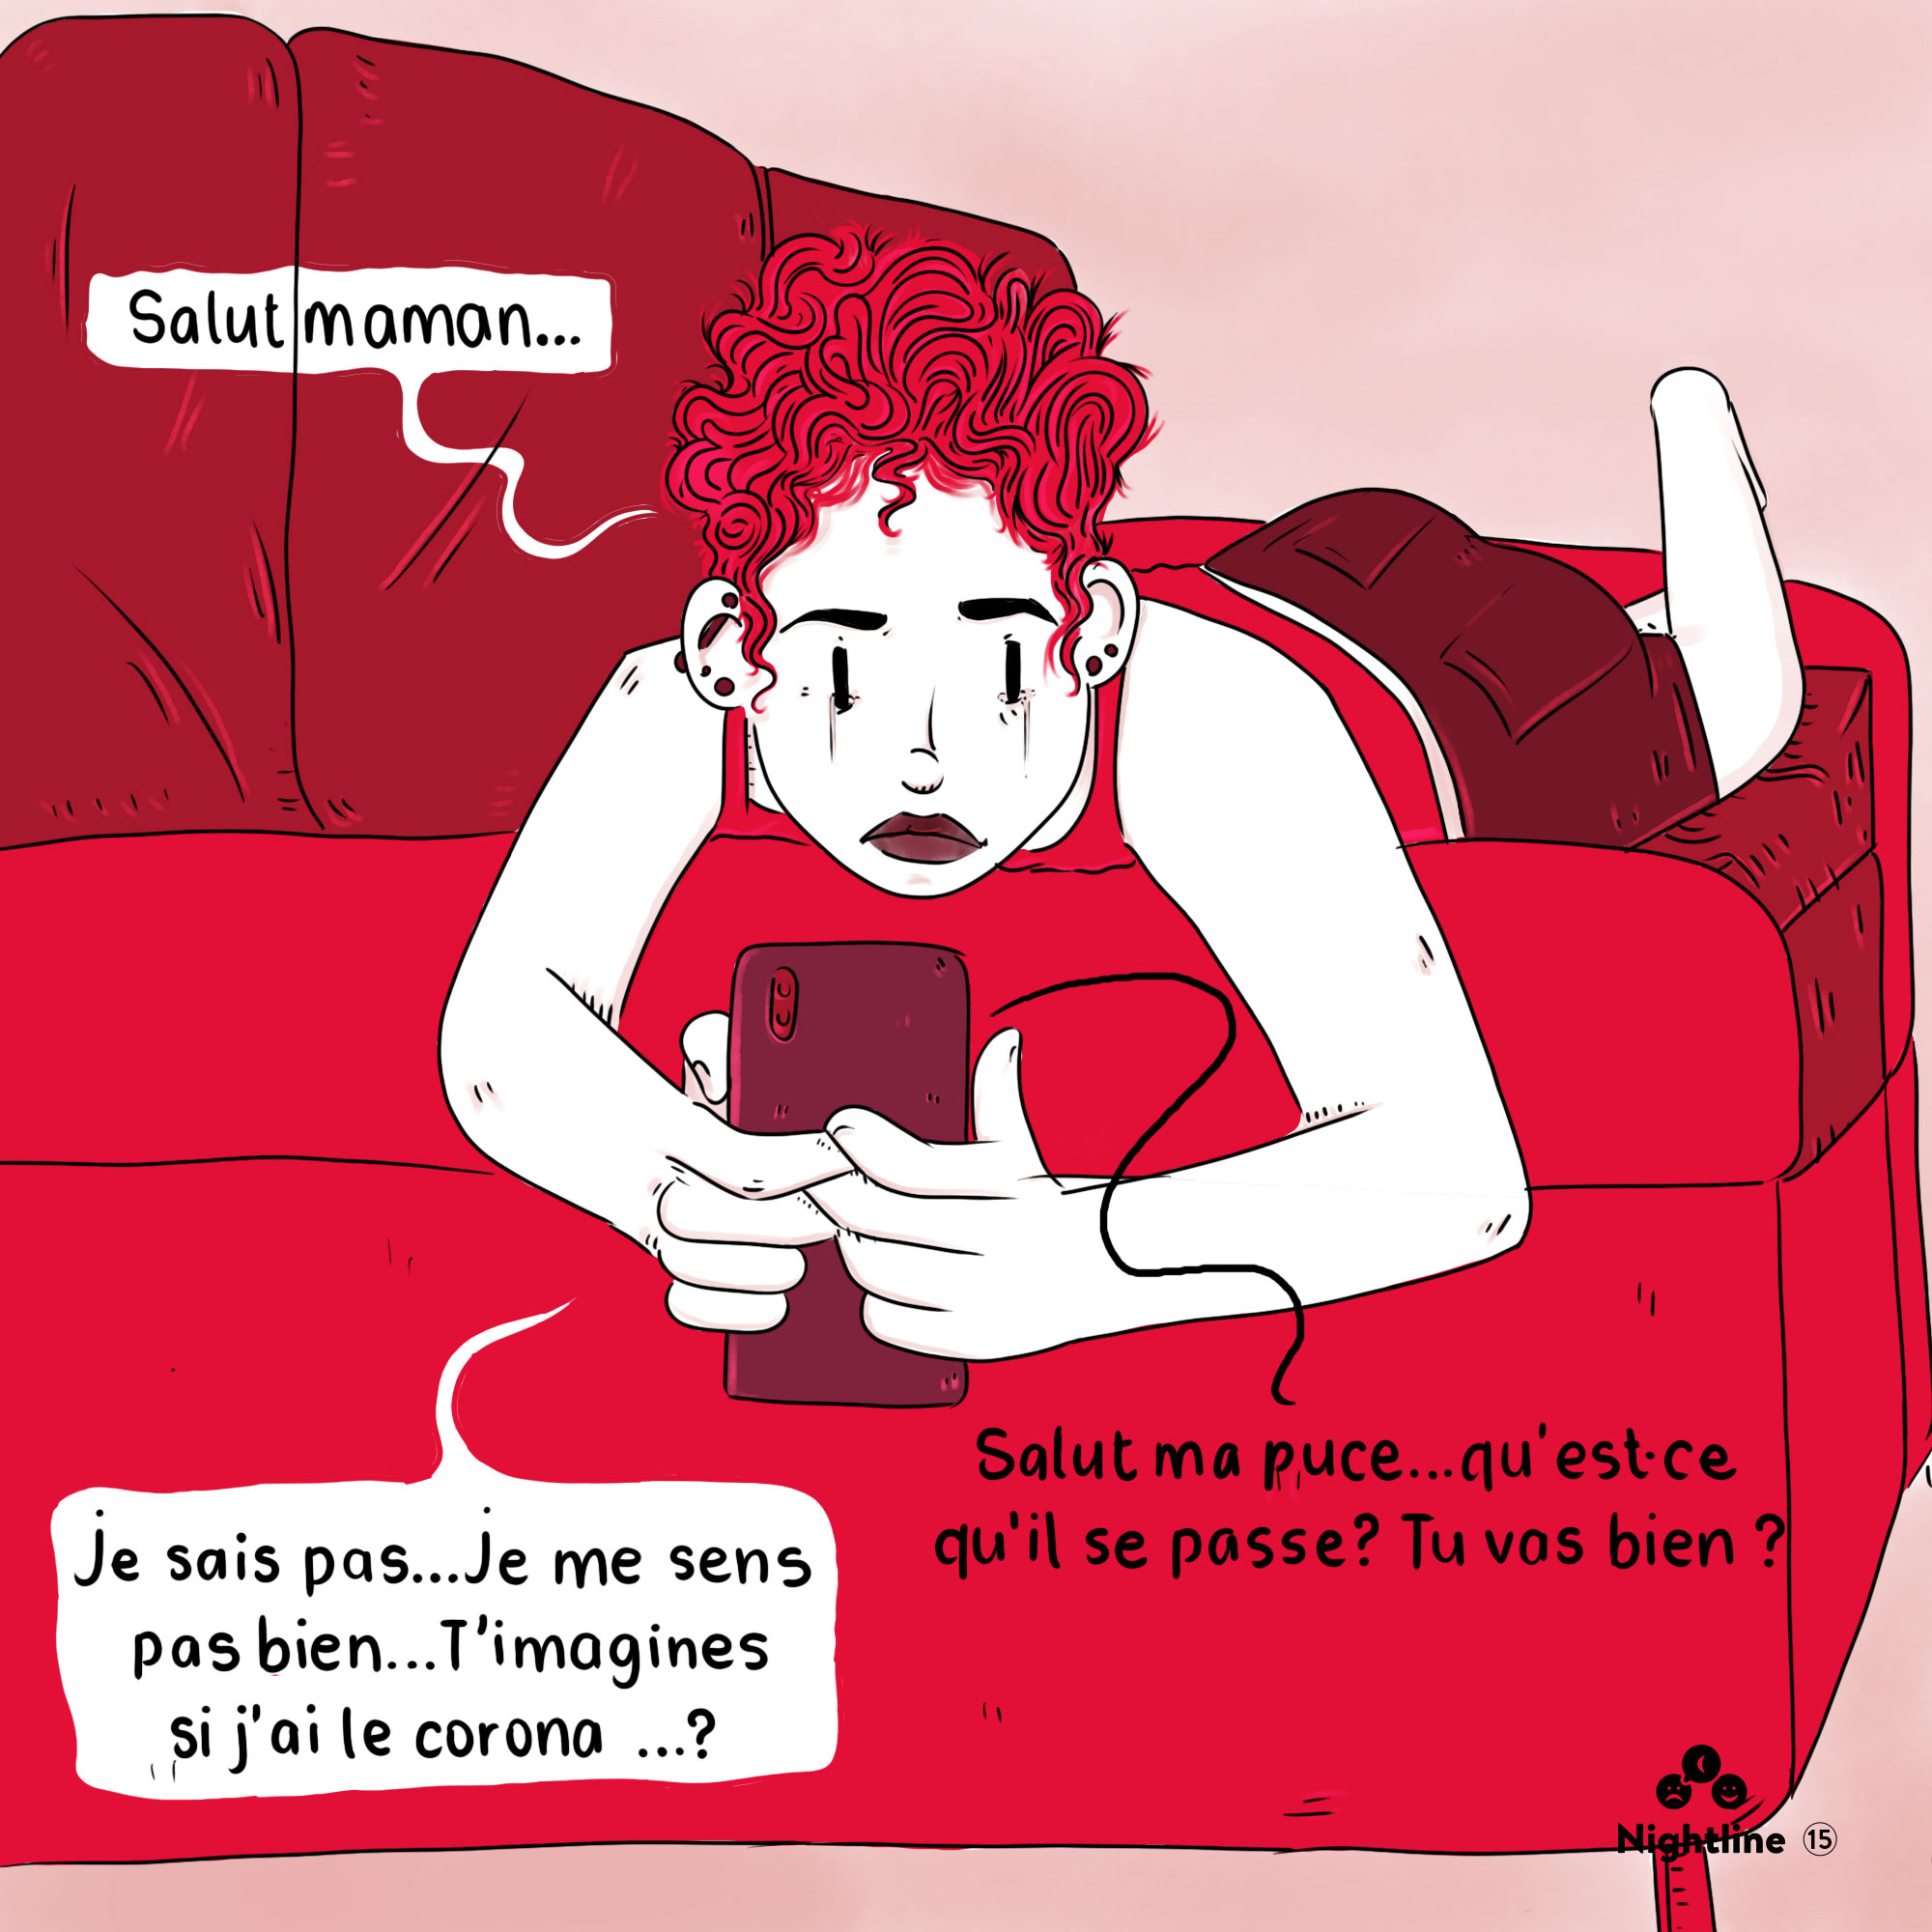 Salut maman...
Salut ma puce...qu'est-ce
qu'il se passe? Tu vas bien ?
Je sais pas...Je me sens
pas bien...T'imagines
si j'ai le corona ...?
Nightline 15